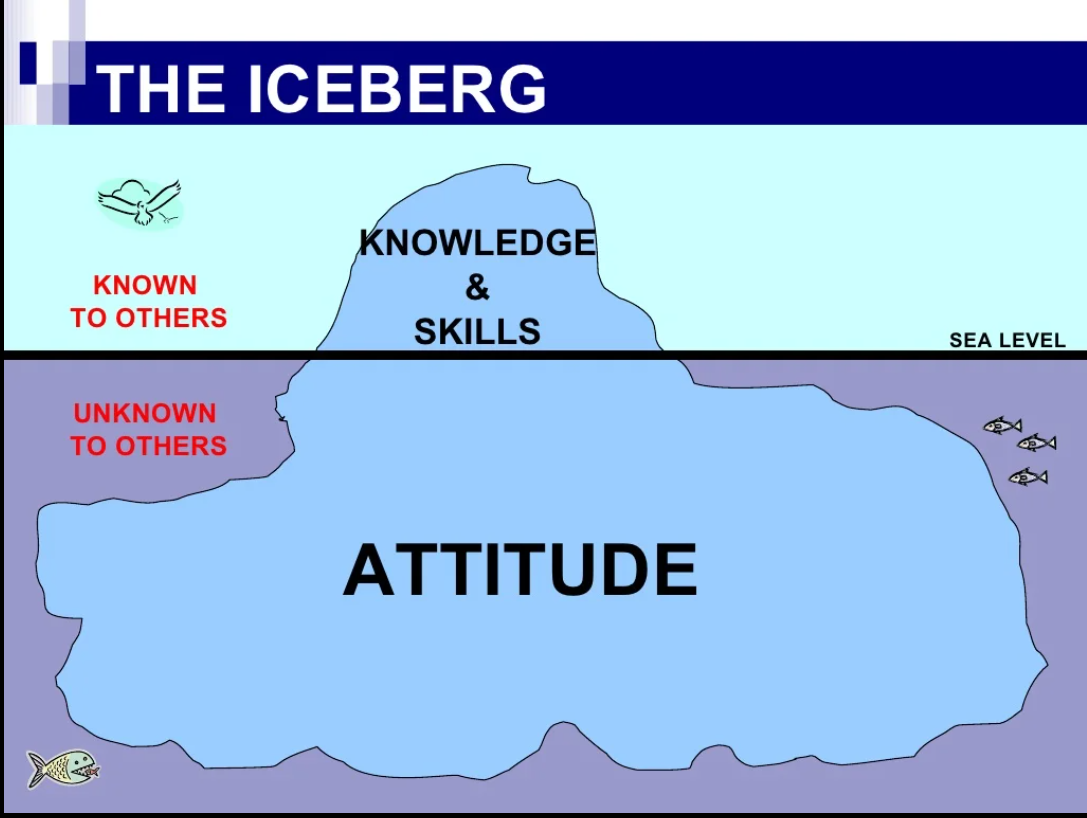 THE ICEBERG
KNOWLEDGE
&
SKILLS
KNOWN
TO OTHERS
SEA LEVEL
UNKNOWN
TO OTHERS
ATTITUDE